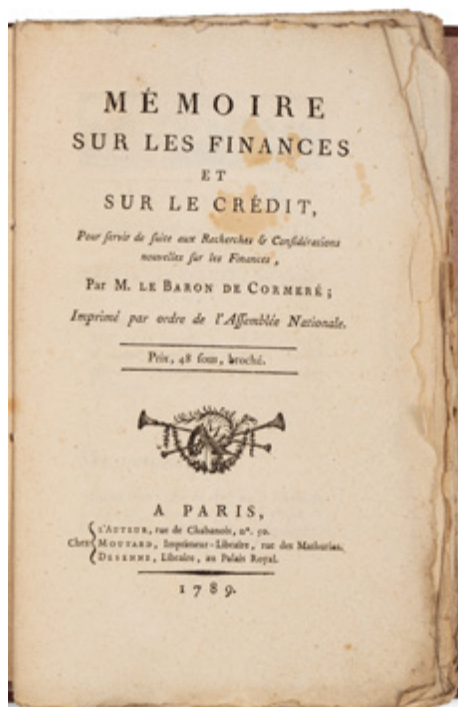 MÉMOIRE
SUR LES FINANCES
ET
SUR LE CRÉDIT,
Pour ſervir de ſuite aux Recherches & Conſidérations
nouvelles ſur les Finances,
Par M. LE BARON DE CORMERÉ;
Imprimé par ordre de l'Aſſemblée Nationale.
Prix, 48 ſous, broché.
A PARIS,
L'AUTEUR, rue de Chabanois, nº. 50.
Chez MOUTARD, Imprimeur-Libraire, rue des Mathurins.
DESENNE, Libraire, au Palais Royal.
1789.